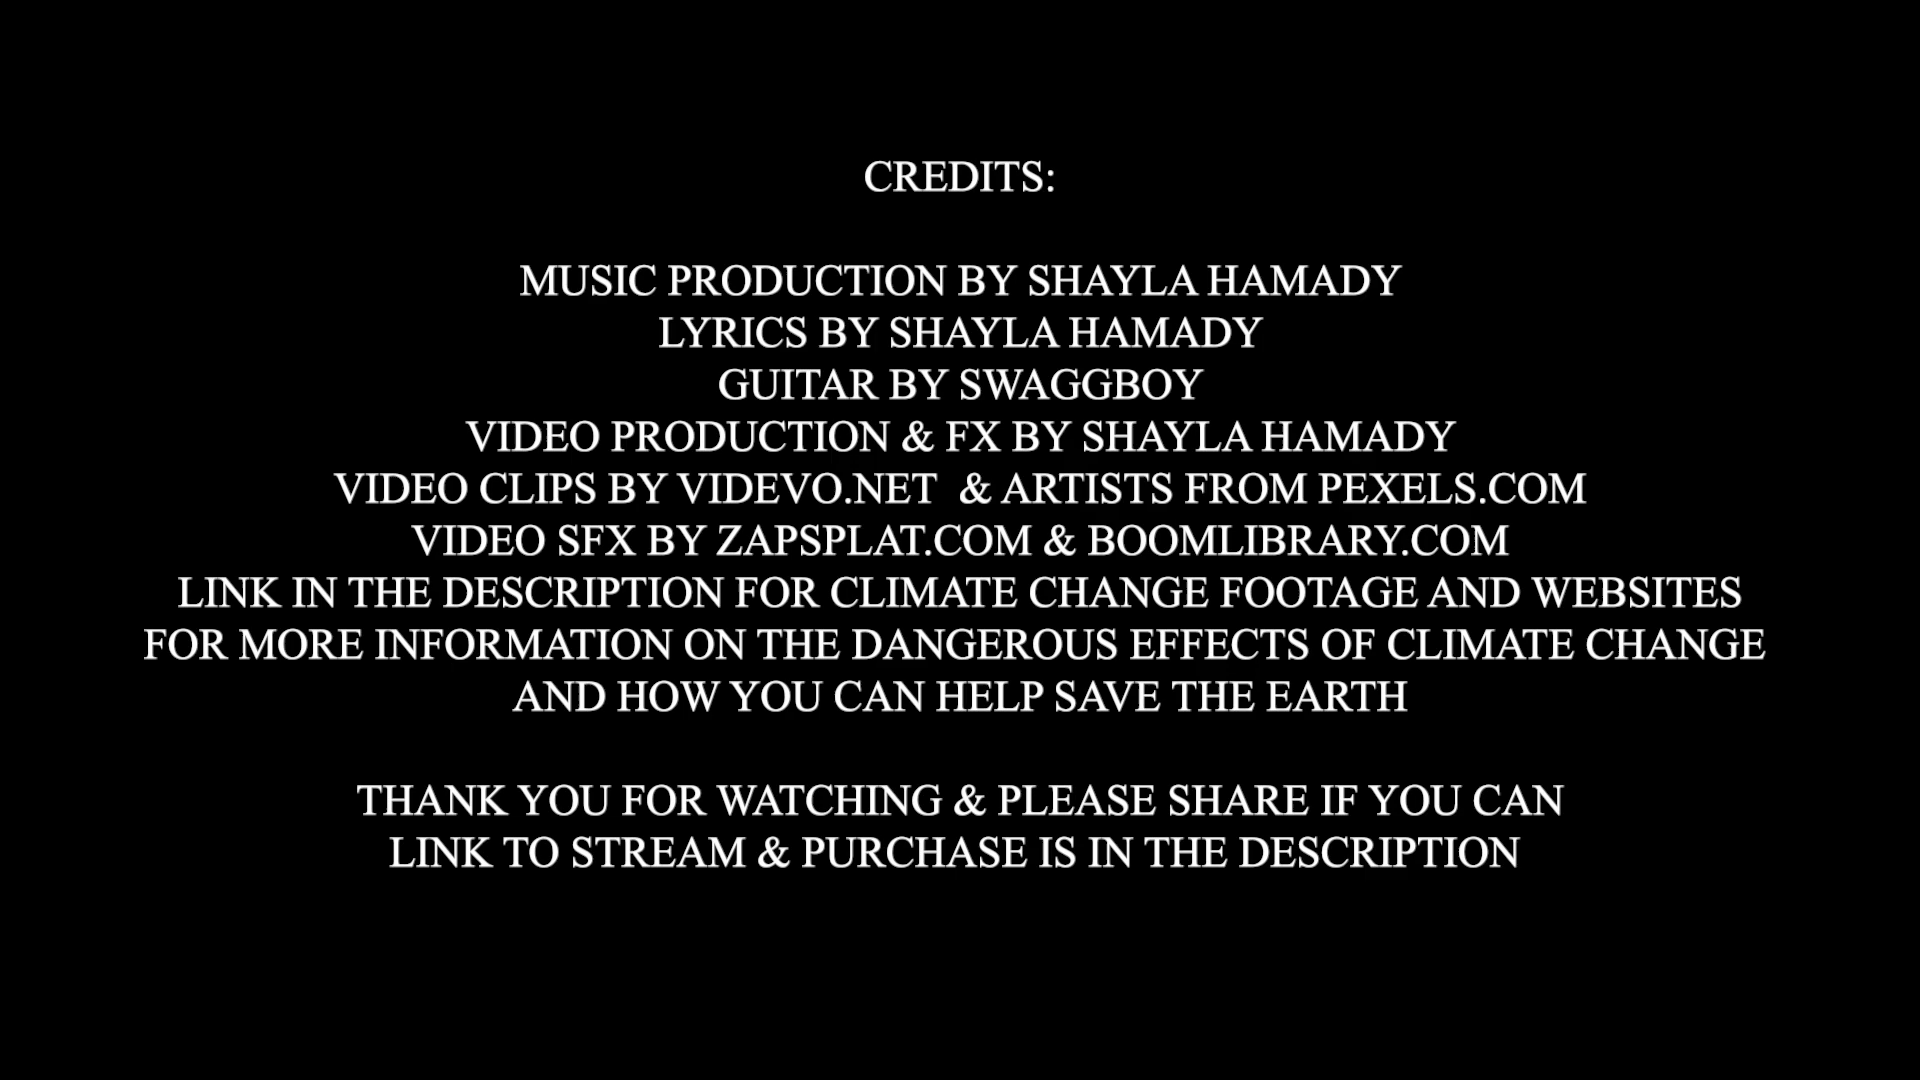 CREDITS:
MUSIC PRODUCTION BY SHAYLA HAMADY
LYRICS BY SHAYLA HAMADY
GUITAR BY SWAGGBOY
VIDEO PRODUCTION & FX BY SHAYLA HAMADY
VIDEO CLIPS BY VIDEVO.NET & ARTISTS FROM PEXELS.COM
VIDEO SFX BY ZAPSPLAT.COM & BOOMLIBRARY.COM
LINK IN THE DESCRIPTION FOR CLIMATE CHANGE FOOTAGE AND WEBSITES
FOR MORE INFORMATION ON THE DANGEROUS EFFECTS OF CLIMATE CHANGE
AND HOW YOU CAN HELP SAVE THE EARTH
THANK YOU FOR WATCHING & PLEASE SHARE IF YOU CAN
LINK TO STREAM & PURCHASE IS IN THE DESCRIPTION